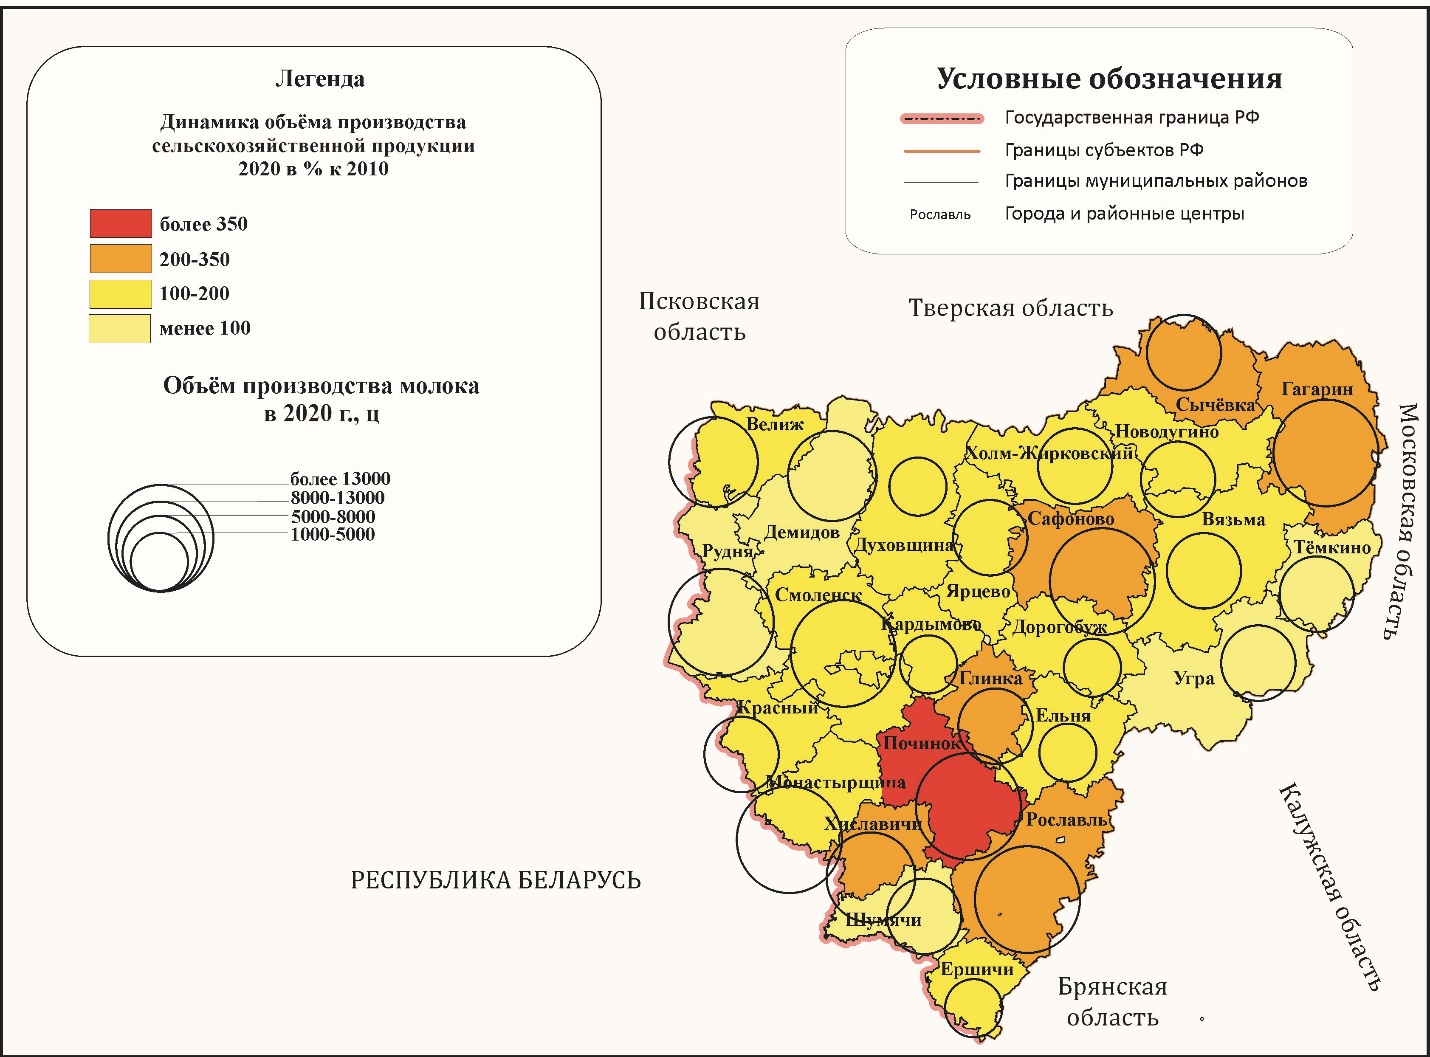 Легенда
Динамика объёма производства
сельскохозяйственной продукции
2020 в % к 2010
более 350
200-350
100-200
менее 100
Объём производства молока
в 2020 г., ц
более 13000
8000-13000
5000-8000
1000-5000
Условные обозначения
Государственная граница РФ
Границы субъектов РФ
Границы муниципальных районов
Рославль
Города и районные центры
Псковская
область
Тверская область
Московская область
Калужская область
Брянская
область
РЕСПУБЛИКА БЕЛАРУСЬ
Сычёвка
Гагарин
Велиж
Новодугино
Холм-Жирковский
Сафоново
Вязьма
Демидов
Духовщина
Тёмкино
Рудня
Смоленск
Ярцево
Кардымово
Дорогобуж
Глинка
Угра
Красный
Ельня
Починок
Монастырщина
Хиславичи
Рославль
Шумячи
Ершичи